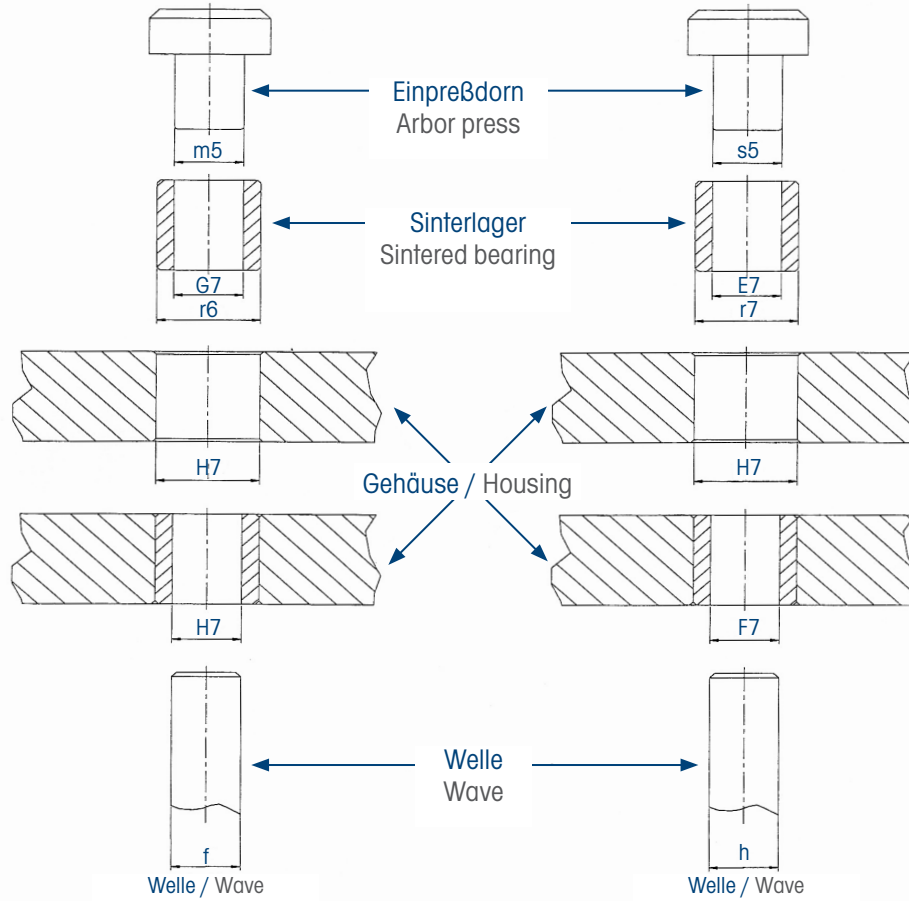 Einpreßdorn
Arbor press
m5
s5
Sinterlager
Sintered bearing
G7
E7
r6
r7
H7
H7
Gehäuse / Housing
H7
F7
Welle
Wave
f
h
Welle / Wave
Welle / Wave